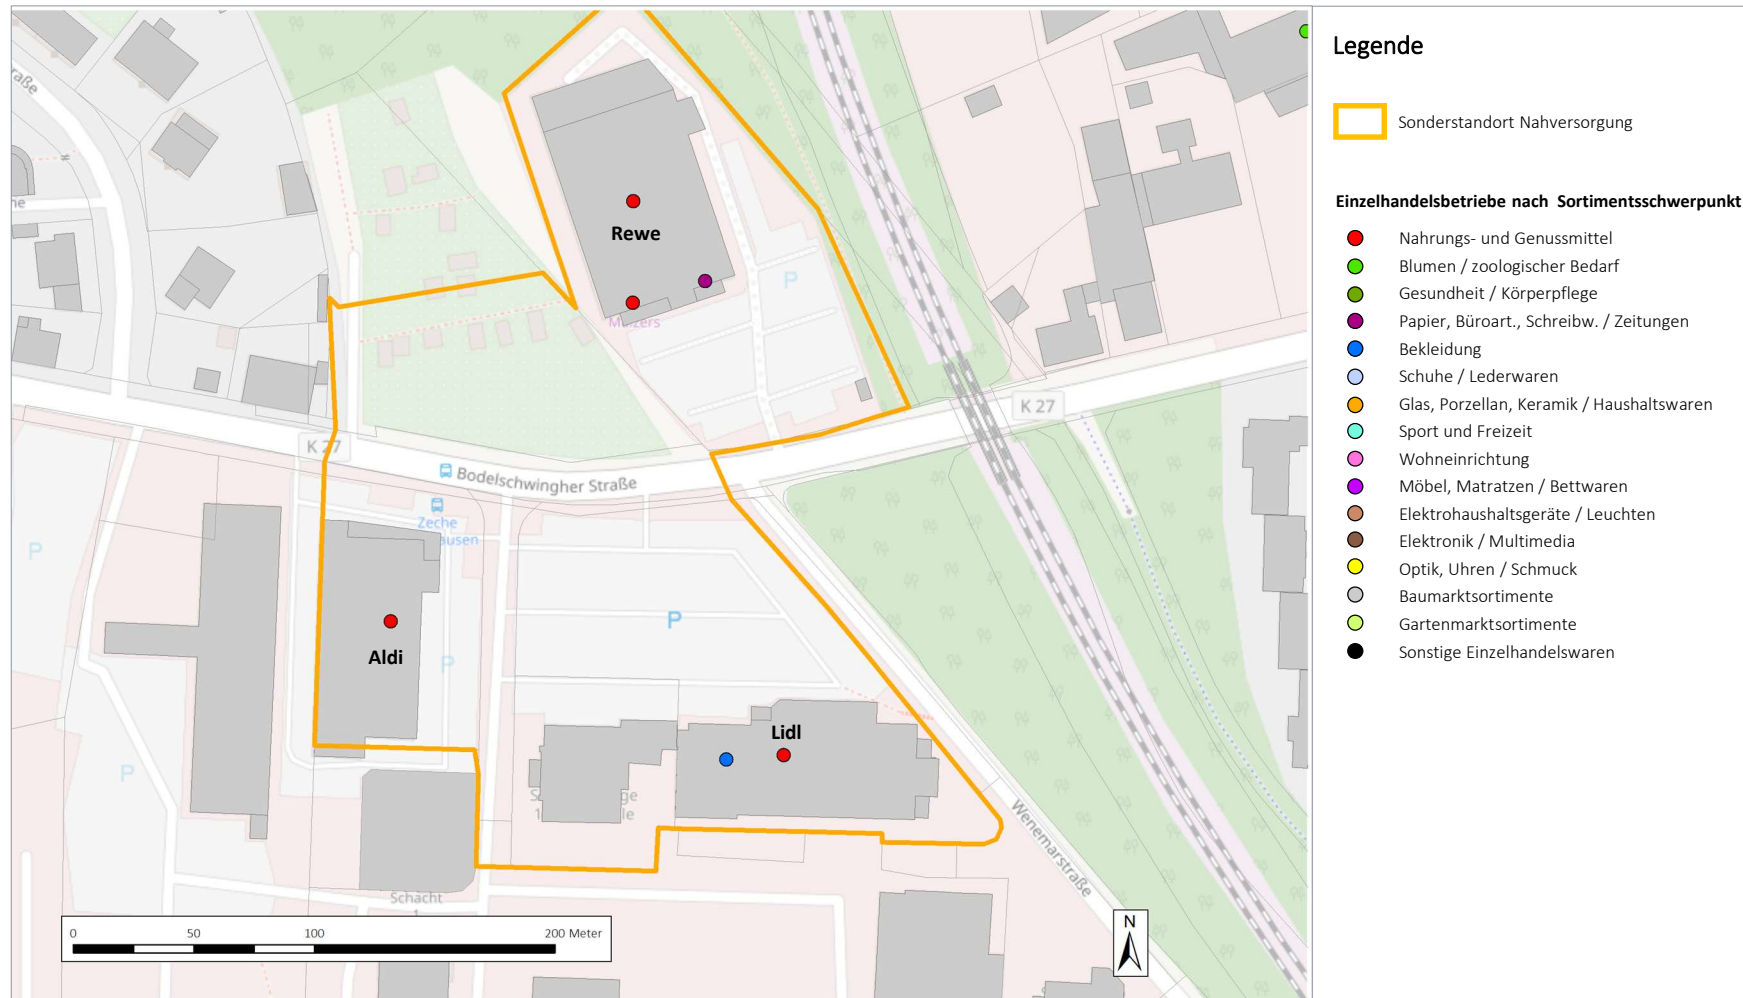 Legende
Sonderstandort Nahversorgung
Einzelhandelsbetriebe nach Sortimentsschwerpunkt
Nahrungs- und Genussmittel
Blumen / zoologischer Bedarf
Gesundheit / Körperpflege
Papier, Büroart., Schreibw. / Zeitungen
Bekleidung
Schuhe / Lederwaren
Glas, Porzellan, Keramik / Haushaltswaren
Sport und Freizeit
Wohneinrichtung
Möbel, Matratzen / Bettwaren
Elektrohaushaltsgeräte / Leuchten
Elektronik / Multimedia
Optik, Uhren / Schmuck
Baumarktsortimente
Gartenmarktsortimente
Sonstige Einzelhandelswaren
Rewe
P
K 27
K 27
Bodelschwingher Straße
Zeche
P
P
Aldi
P
Lidl
P
Wenemarstraße
Schacht
1
N
0 50 100 200 Meter